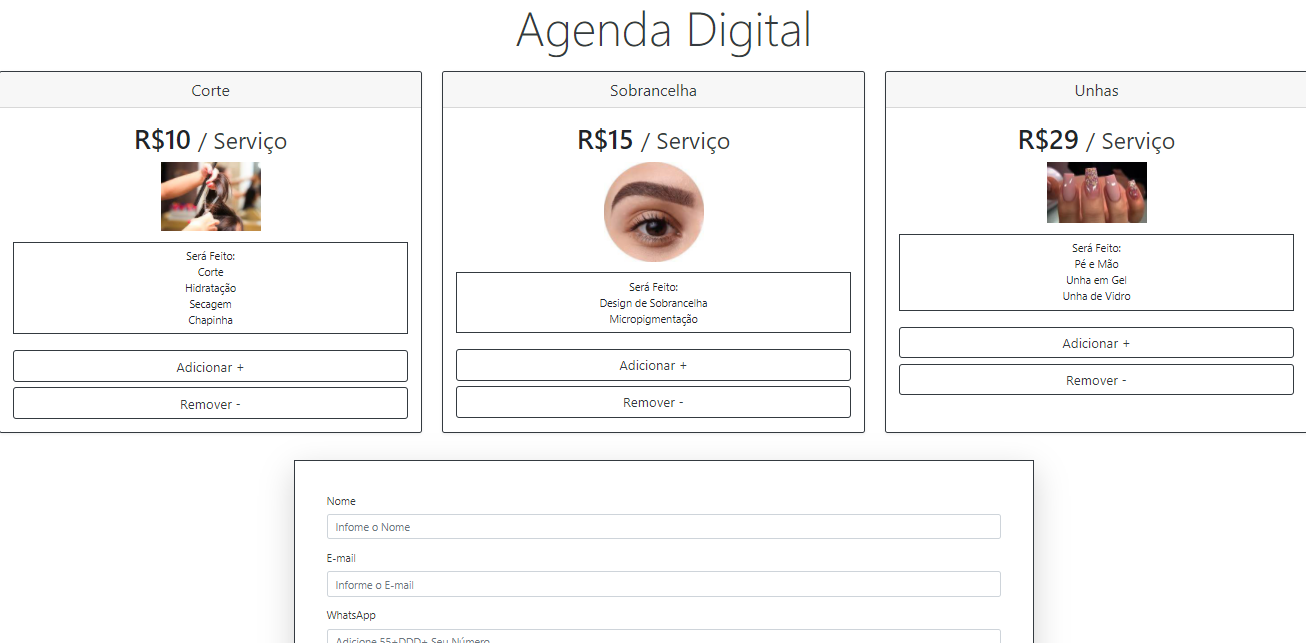 Agenda Digital
Corte
R$10 / Serviço
Será Feito:
Corte
Hidratação
Secagem
Chapinha
Adicionar +
Remover -
Sobrancelha
R$15 / Serviço
Será Feito:
Design de Sobrancelha
Micropigmentação
Adicionar +
Remover -
Unhas
R$29 / Serviço
Será Feito:
Pé e Mão
Unha em Gel
Unha de Vidro
Adicionar +
Remover -
Nome
Infome o Nome
E-mail
Informe o E-mail
WhatsApp
Adicione 55+DDD+ Seu Número